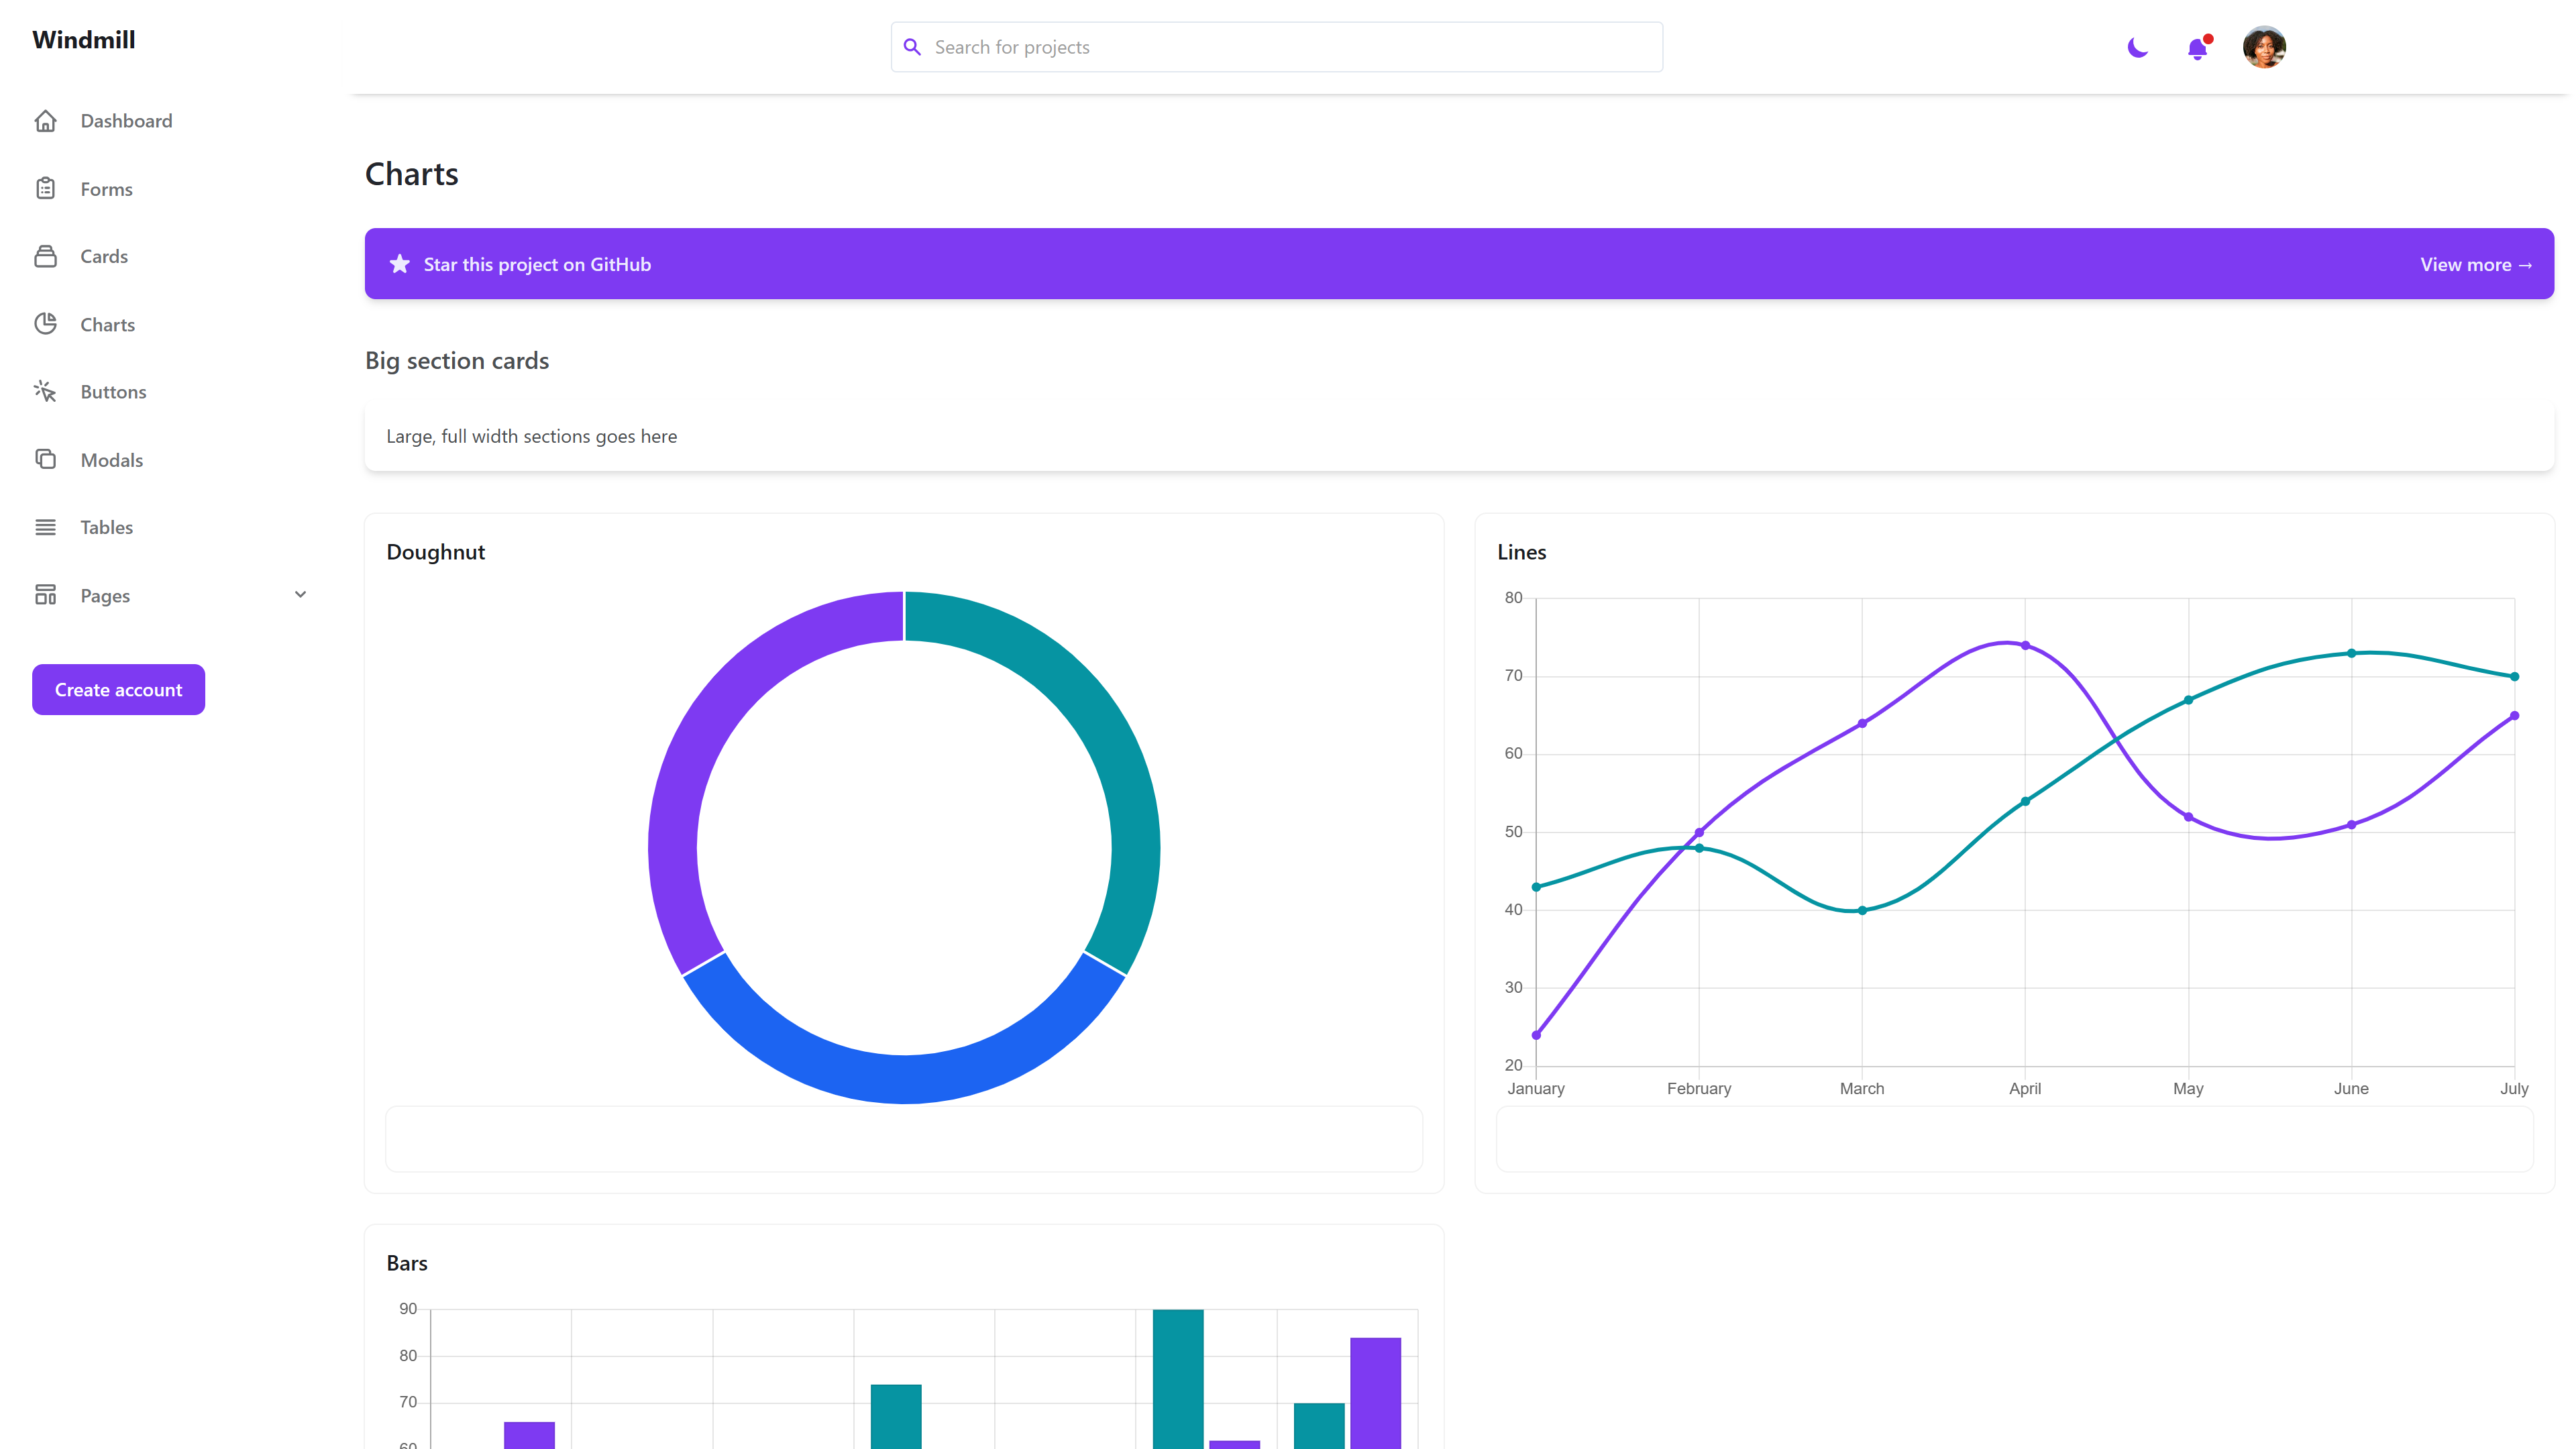 Windmill
Search for projects
Dashboard
Forms
Cards
Charts
Buttons
Modals
Tables
Pages
Create account
Charts
Star this project on GitHub
View more →
Big section cards
Large, full width sections goes here
Doughnut
Lines
80
70
60
50
40
30
20
January February March April May June July
Bars
90
80
70
60